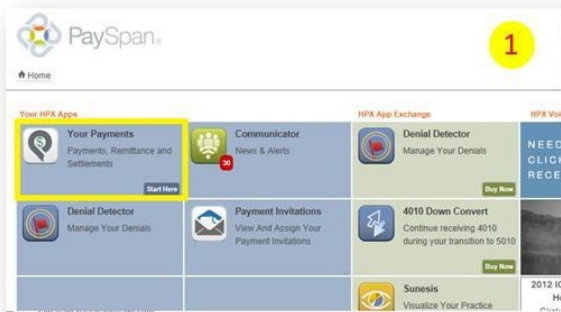 PaySpan®
1
Home
Your HPX Apps
HPX App Exchange
Your Payments
Payments, Remittance and
Settlements
Start Here
Communicator
News & Alerts
30
Denial Detector
Manage Your Denials
Buy Now
NEED
CLICK
RECE
Denial Detector
Manage Your Denials
Payment Invitations
View And Assign Your
Payment Invitations
4010 Down Convert
Continue receiving 4010
during your transition to 5010
Buy Now
Sunesis
Visualize Your Practice